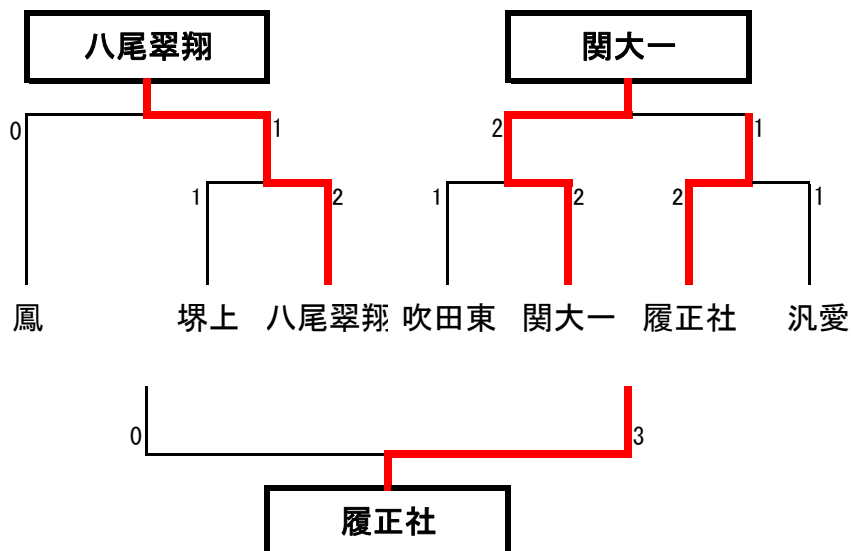 八尾翠翔 関大一
0 1 2 1
1 2 1 2 2 1
鳳 堺上 八尾翠翔 吹田東 関大一 履正社 汎愛
0 3
履正社